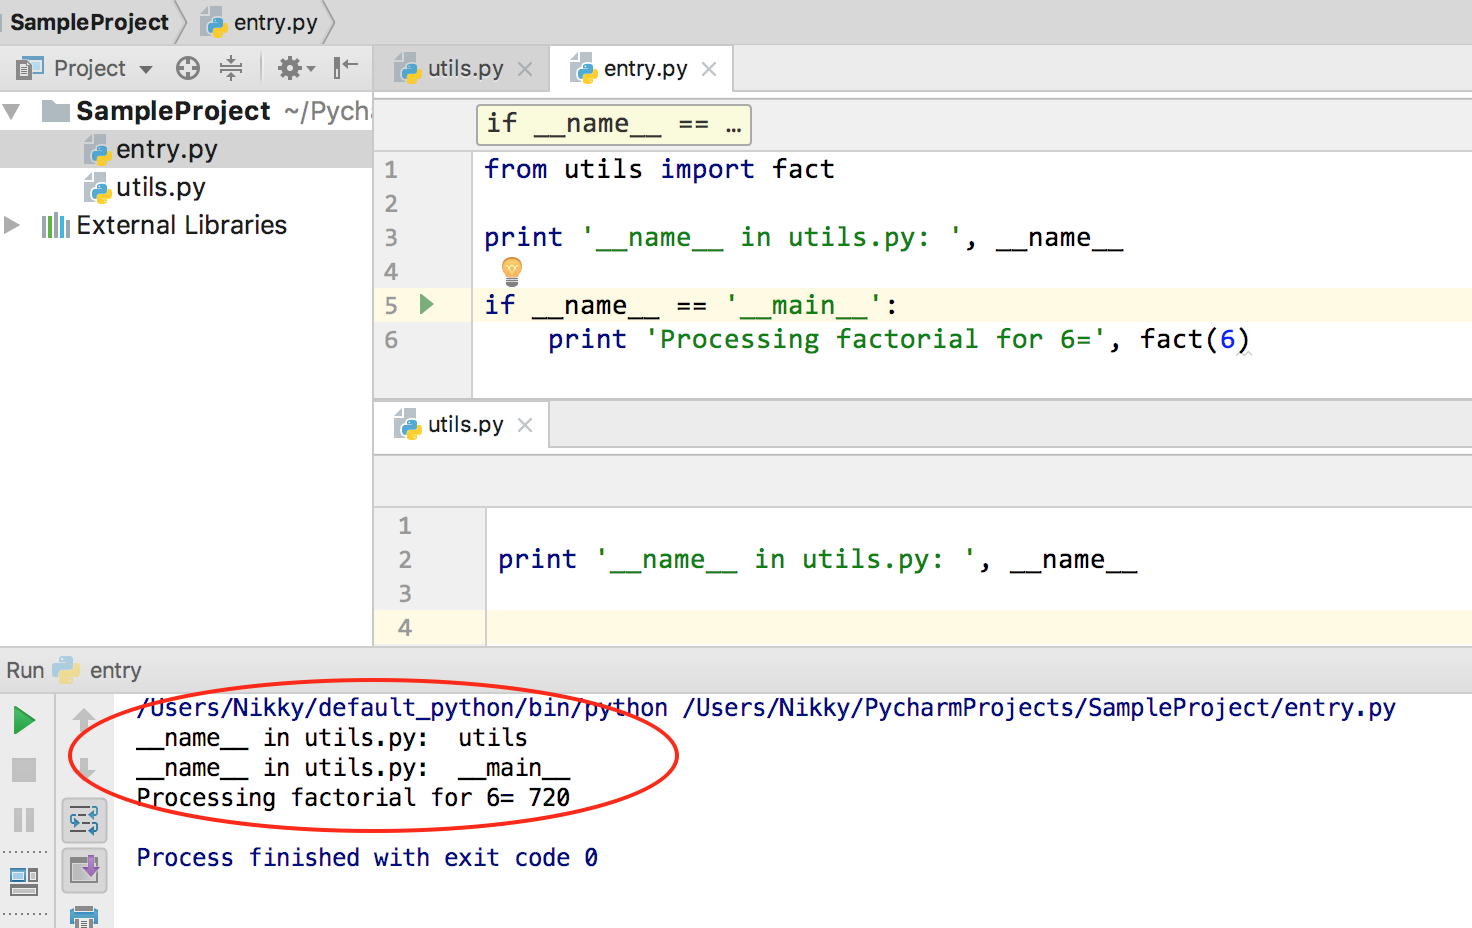 SampleProject entry.py
Project
utils.py entry.py
SampleProject ~/Pych
entry.py
utils.py
External Libraries
if __name__ == …
1 from utils import fact
2
3 print '__name__ in utils.py: ', __name__
4
5 if __name__ == '__main__':
6 print 'Processing factorial for 6=', fact(6)
utils.py
1
2 print '__name__ in utils.py: ', __name__
3
4
Run entry
/Users/Nikky/default_python/bin/python /Users/Nikky/PycharmProjects/SampleProject/entry.py
__name__ in utils.py:  utils
__name__ in utils.py:  __main__
Processing factorial for 6= 720
Process finished with exit code 0